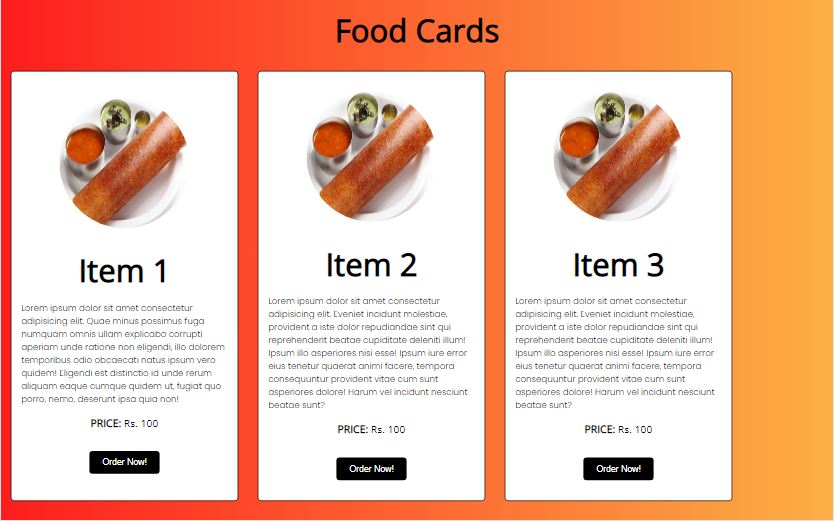 Food Cards
Item 1
Lorem ipsum dolor sit amet consectetur
adipisicing elit. Quae minus possimus fuga
numquam omnis ullam explicabo corrupti
aperiam unde ratione non eligendi, illo dolorem
temporibus odio obcaecati natus ipsum vero
quidem! Eligendi est distinctio id unde rerum
aliquam eaque cumque quidem ut, fugiat quo
porro, nemo, deserunt ipsa quia non!
PRICE: Rs. 100
Order Now!
Item 2
Lorem ipsum dolor sit amet consectetur
adipisicing elit. Eveniet incidunt molestiae,
provident a iste dolor repudiandae sint qui
reprehenderit beatae cupiditate deleniti illum!
Ipsum illo asperiores nisi esse! Ipsum iure error
eius tenetur quaerat animi facere, tempora
consequuntur provident vitae cum sunt
asperiores dolore! Harum vel incidunt nesciunt
beatae sunt?
PRICE: Rs. 100
Order Now!
Item 3
Lorem ipsum dolor sit amet consectetur
adipisicing elit. Eveniet incidunt molestiae,
provident a iste dolor repudiandae sint qui
reprehenderit beatae cupiditate deleniti illum!
Ipsum illo asperiores nisi esse! Ipsum iure error
eius tenetur quaerat animi facere, tempora
consequuntur provident vitae cum sunt
asperiores dolore! Harum vel incidunt nesciunt
beatae sunt?
PRICE: Rs. 100
Order Now!